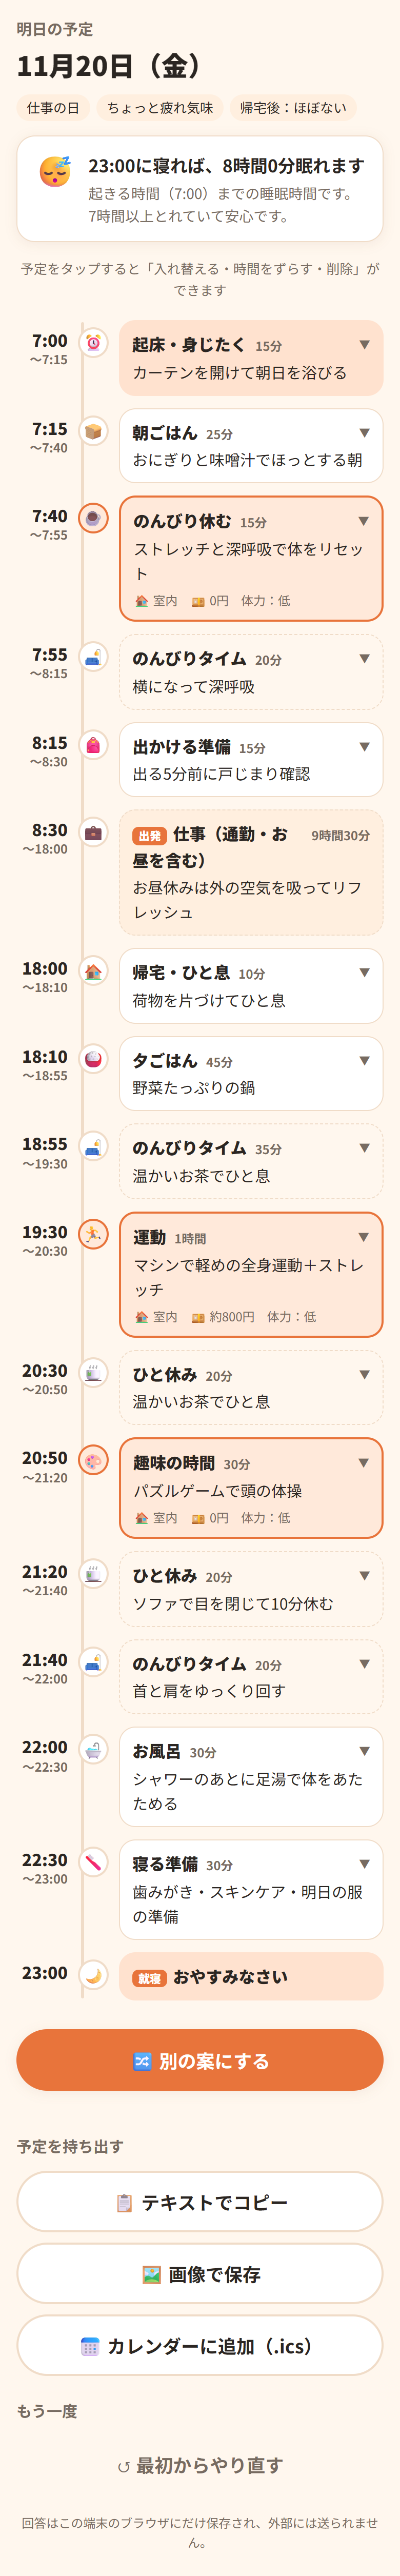 明日の予定
11月20日（金）
仕事の日 ちょっと疲れ気味 帰宅後：ほぼない
23:00に寝れば、8時間0分眠れます
起きる時間（7:00）までの睡眠時間です。
7時間以上とれていて安心です。
予定をタップすると「入れ替える・時間をずらす・削除」が
できます
7:00 起床・身じたく 15分 ▼
〜7:15 カーテンを開けて朝日を浴びる
7:15 朝ごはん 25分 ▼
〜7:40 おにぎりと味噌汁でほっとする朝
7:40 のんびり休む 15分 ▼
〜7:55 ストレッチと深呼吸で体をリセッ
ト
室内 0円 体力：低
7:55 のんびりタイム 20分 ▼
〜8:15 横になって深呼吸
8:15 出かける準備 15分 ▼
〜8:30 出る5分前に戸じまり確認
8:30 出発 仕事（通勤・お 9時間30分
〜18:00 昼を含む）
お昼休みは外の空気を吸ってリフ
レッシュ
18:00 帰宅・ひと息 10分 ▼
〜18:10 荷物を片づけてひと息
18:10 夕ごはん 45分 ▼
〜18:55 野菜たっぷりの鍋
18:55 のんびりタイム 35分 ▼
〜19:30 温かいお茶でひと息
19:30 運動 1時間 ▼
〜20:30 マシンで軽めの全身運動＋ストレ
ッチ
室内 約800円 体力：低
20:30 ひと休み 20分 ▼
〜20:50 温かいお茶でひと息
20:50 趣味の時間 30分 ▼
〜21:20 パズルゲームで頭の体操
室内 0円 体力：低
21:20 ひと休み 20分 ▼
〜21:40 ソファで目を閉じて10分休む
21:40 のんびりタイム 20分 ▼
〜22:00 首と肩をゆっくり回す
22:00 お風呂 30分 ▼
〜22:30 シャワーのあとに足湯で体をあた
ためる
22:30 寝る準備 30分 ▼
〜23:00 歯みがき・スキンケア・明日の服
の準備
23:00 就寝 おやすみなさい
別の案にする
予定を持ち出す
テキストでコピー
画像で保存
カレンダーに追加（.ics）
もう一度
最初からやり直す
回答はこの端末のブラウザにだけ保存され、外部には送られませ
ん。